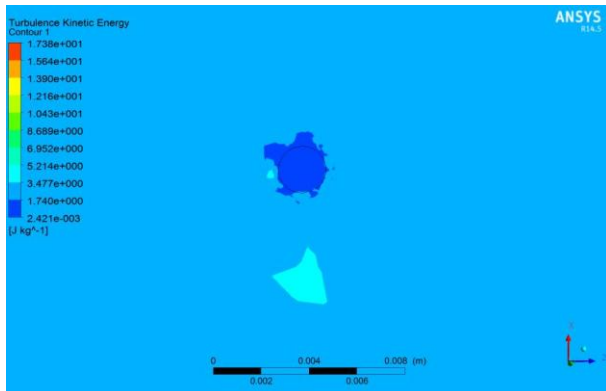 Turbulence Kinetic Energy
Contour 1
ANSYS
R14.5
1.738e+001
1.564e+001
1.390e+001
1.216e+001
1.043e+001
8.689e+000
6.952e+000
5.214e+000
3.477e+000
1.740e+000
2.421e-003
[J kg^-1]
0 0.004 0.008 (m)
0.002 0.006
X
Z